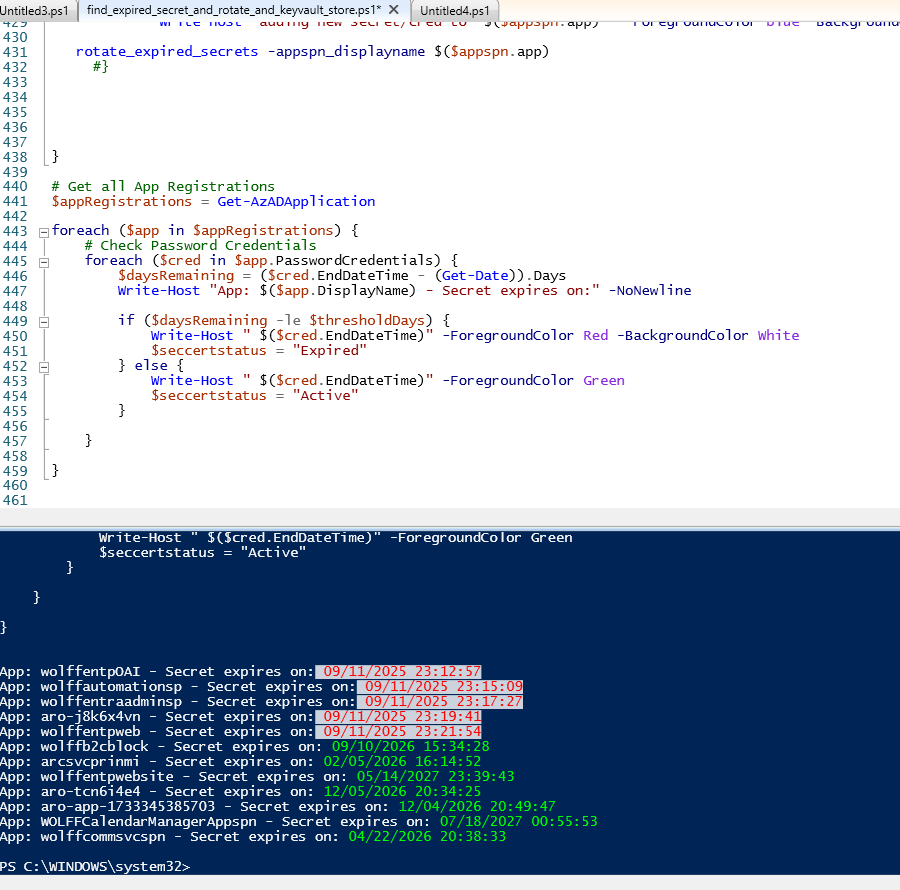 Untitled3.ps1 find_expired_secret_and_rotate_and_keyvault_store.ps1* Untitled4.ps1
429 Write-Host "adding new secret/cred to $($appspn.app)" -ForegroundColor blue -Background
430
431 rotate_expired_secrets -appspn_displayname $($appspn.app)
432 #}
433
434
435
436
437
438 }
439
440 # Get all App Registrations
441 $appRegistrations = Get-AzADApplication
442
443 foreach ($app in $appRegistrations) {
444 # Check Password Credentials
445 foreach ($cred in $app.PasswordCredentials) {
446 $daysRemaining = ($cred.EndDateTime - (Get-Date)).Days
447 Write-Host "App: $($app.DisplayName) - Secret expires on:" -NoNewline
448
449 if ($daysRemaining -le $thresholdDays) {
450 Write-Host " $($cred.EndDateTime)" -ForegroundColor Red -BackgroundColor White
451 $seccertstatus = "Expired"
452 } else {
453 Write-Host " $($cred.EndDateTime)" -ForegroundColor Green
454 $seccertstatus = "Active"
455 }
456
457 }
458
459 }
460
461
Write-Host " $($cred.EndDateTime)" -ForegroundColor Green
$seccertstatus = "Active"
}
}
}
App: wolffentpOAI - Secret expires on: 09/11/2025 23:12:57
App: wolffautomationsp - Secret expires on: 09/11/2025 23:15:09
App: wolffentraadminsp - Secret expires on: 09/11/2025 23:17:27
App: aro-j8k6x4vn - Secret expires on: 09/11/2025 23:19:41
App: wolffentpweb - Secret expires on: 09/11/2025 23:21:54
App: wolffb2cblock - Secret expires on: 09/10/2026 15:34:28
App: arcsvcprinmi - Secret expires on: 02/05/2026 16:14:52
App: wolffentpwebsite - Secret expires on: 05/14/2027 23:39:43
App: aro-tcn6i4e4 - Secret expires on: 12/05/2026 20:34:25
App: aro-app-1733345385703 - Secret expires on: 12/04/2026 20:49:47
App: WOLFFCalendarManagerAppspn - Secret expires on: 07/18/2027 00:55:53
App: wolffcommsvcspn - Secret expires on: 04/22/2026 20:38:33
PS C:\WINDOWS\system32>